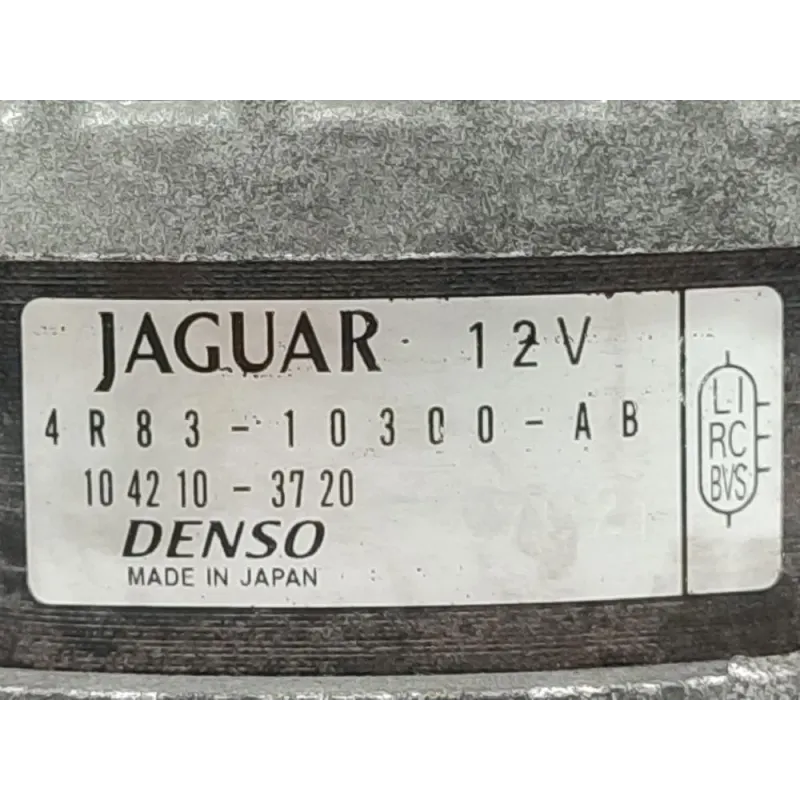 JAGUAR 12V
4R83-10300-AB
104210-3720
DENSO
MADE IN JAPAN
LI
RC
BVS